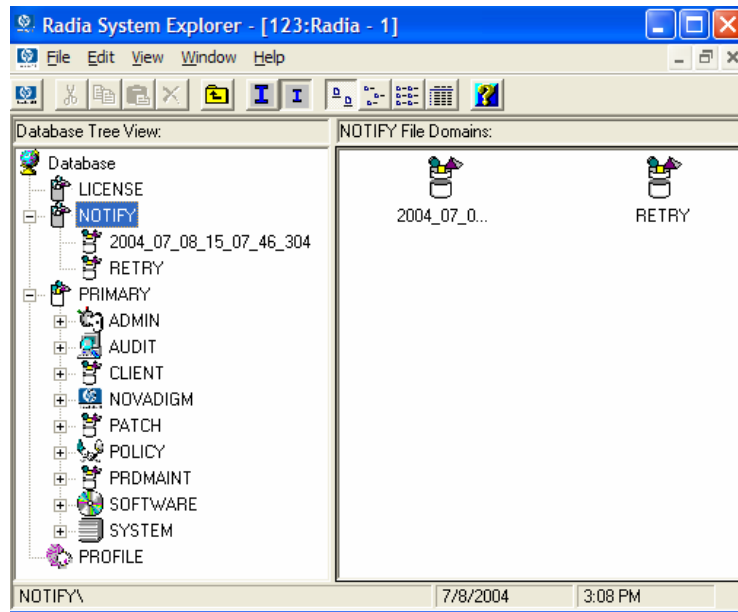 Radia System Explorer - [123:Radia - 1]
File Edit View Window Help
Database Tree View:
NOTIFY File Domains:
Database
LICENSE
NOTIFY
2004_07_08_15_07_46_304
RETRY
PRIMARY
ADMIN
AUDIT
CLIENT
NOVADIGM
PATCH
POLICY
PRDMAINT
SOFTWARE
SYSTEM
PROFILE
2004_07_0...
RETRY
NOTIFY\
7/8/2004
3:08 PM